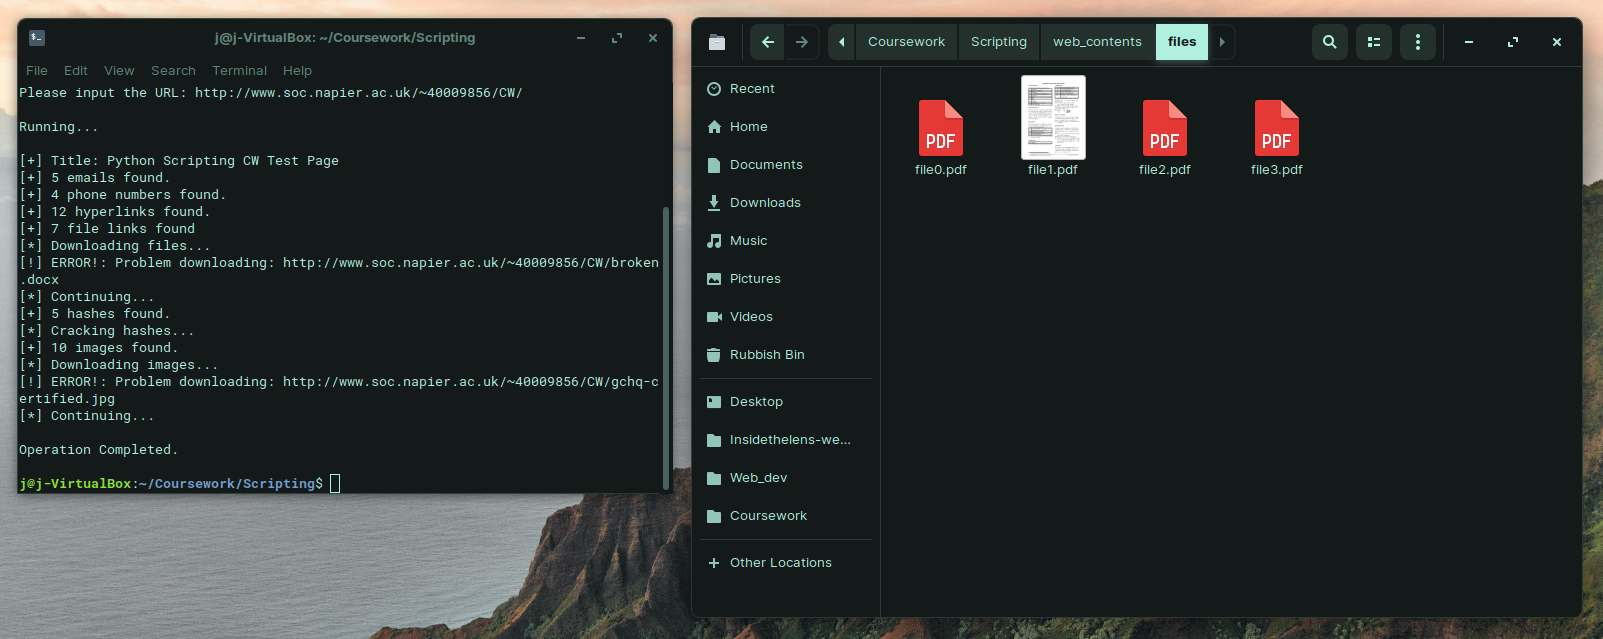 j@j-VirtualBox: ~/Coursework/Scripting
File Edit View Search Terminal Help
Please input the URL: http://www.soc.napier.ac.uk/~40009856/CW/
Running...
[+] Title: Python Scripting CW Test Page
[+] 5 emails found.
[+] 4 phone numbers found.
[+] 12 hyperlinks found.
[+] 7 file links found
[*] Downloading files...
[!] ERROR!: Problem downloading: http://www.soc.napier.ac.uk/~40009856/CW/broken
.docx
[*] Continuing...
[+] 5 hashes found.
[*] Cracking hashes...
[+] 10 images found.
[*] Downloading images...
[!] ERROR!: Problem downloading: http://www.soc.napier.ac.uk/~40009856/CW/gchq-c
ertified.jpg
[*] Continuing...
Operation Completed.
j@j-VirtualBox:~/Coursework/Scripting$
Coursework Scripting web_contents files
Recent
Home
Documents
Downloads
Music
Pictures
Videos
Rubbish Bin
Desktop
Insidethelens-we...
Web_dev
Coursework
Other Locations
PDF PDF PDF
file0.pdf file1.pdf file2.pdf file3.pdf